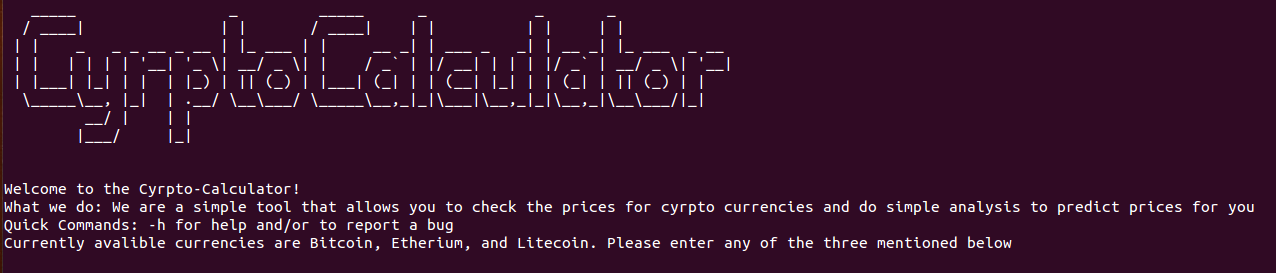 CyrptoCalculator
Welcome to the Cyrpto-Calculator!
What we do: We are a simple tool that allows you to check the prices for cyrpto currencies and do simple analysis to predict prices for you
Quick Commands: -h for help and/or to report a bug
Currently avalible currencies are Bitcoin, Etherium, and Litecoin. Please enter any of the three mentioned below